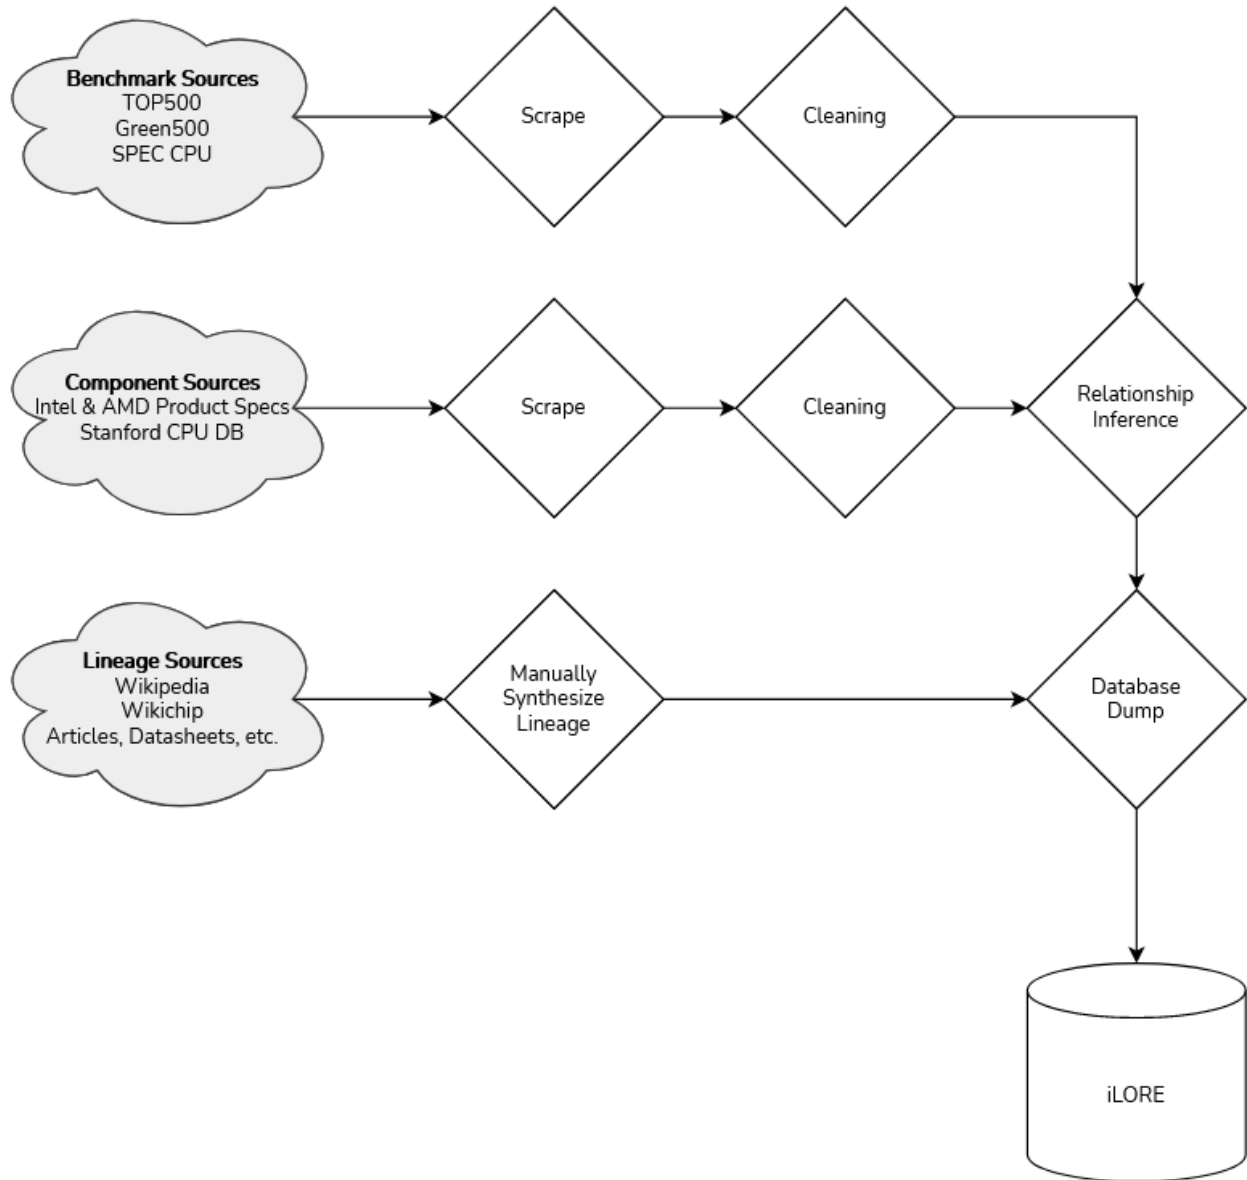 Benchmark Sources
TOP500
Green500
SPEC CPU
Scrape
Cleaning
Component Sources
Intel & AMD Product Specs
Stanford CPU DB
Scrape
Cleaning
Relationship
Inference
Lineage Sources
Wikipedia
Wikichip
Articles, Datasheets, etc.
Manually
Synthesize
Lineage
Database
Dump
iLORE